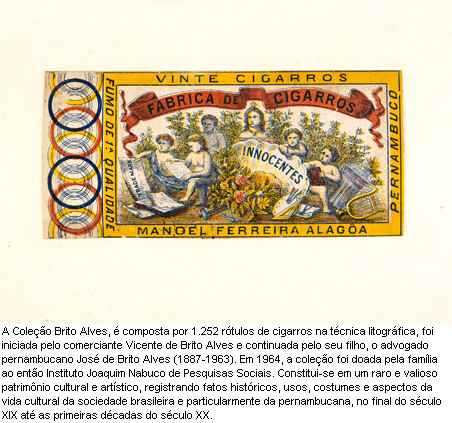 VINTE CIGARROS
FABRICA DE CIGARROS
FUMO DE 1ª QUALIDADE
PERNAMBUCO
INNOCENTES
MANOEL FERREIRA ALAGÔA
A Coleção Brito Alves, é composta por 1.252 rótulos de cigarros na técnica litográfica, foi
iniciada pelo comerciante Vicente de Brito Alves e continuada pelo seu filho, o advogado
pernambucano José de Brito Alves (1887-1963). Em 1964, a coleção foi doada pela família
ao então Instituto Joaquim Nabuco de Pesquisas Sociais. Constitui-se em um raro e valioso
patrimônio cultural e artístico, registrando fatos históricos, usos, costumes e aspectos da
vida cultural da sociedade brasileira e particularmente da pernambucana, no final do século
XIX até as primeiras décadas do século XX.